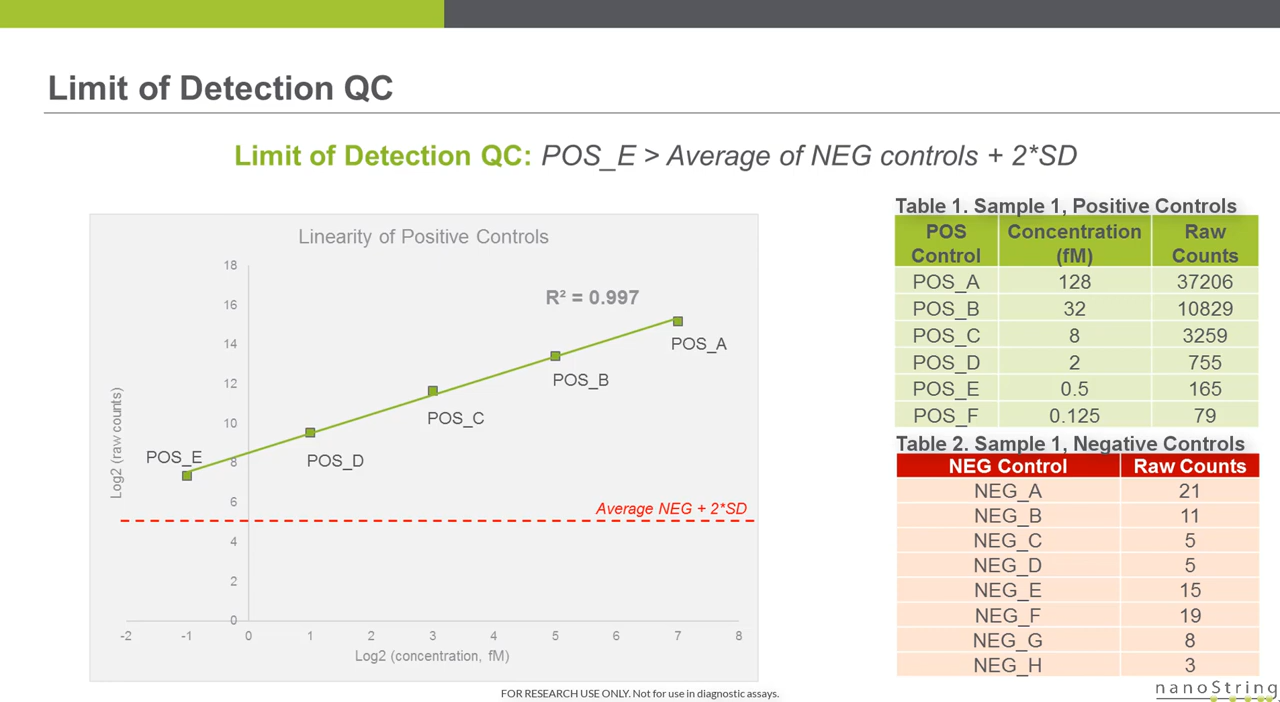 Limit of Detection QC
Limit of Detection QC: POS_E > Average of NEG controls + 2*SD
Linearity of Positive Controls
R² = 0.997
18
16
14
12
10
8
6
4
2
0
-2 -1 0 1 2 3 4 5 6 7 8
Log2 (raw counts)
Log2 (concentration, fM)
POS_A
POS_B
POS_C
POS_D
POS_E
Average NEG + 2*SD
Table 1. Sample 1, Positive Controls
POS Control Concentration (fM) Raw Counts
POS_A 128 37206
POS_B 32 10829
POS_C 8 3259
POS_D 2 755
POS_E 0.5 165
POS_F 0.125 79
Table 2. Sample 1, Negative Controls
NEG Control Raw Counts
NEG_A 21
NEG_B 11
NEG_C 5
NEG_D 5
NEG_E 15
NEG_F 19
NEG_G 8
NEG_H 3
FOR RESEARCH USE ONLY. Not for use in diagnostic assays.
nanoString